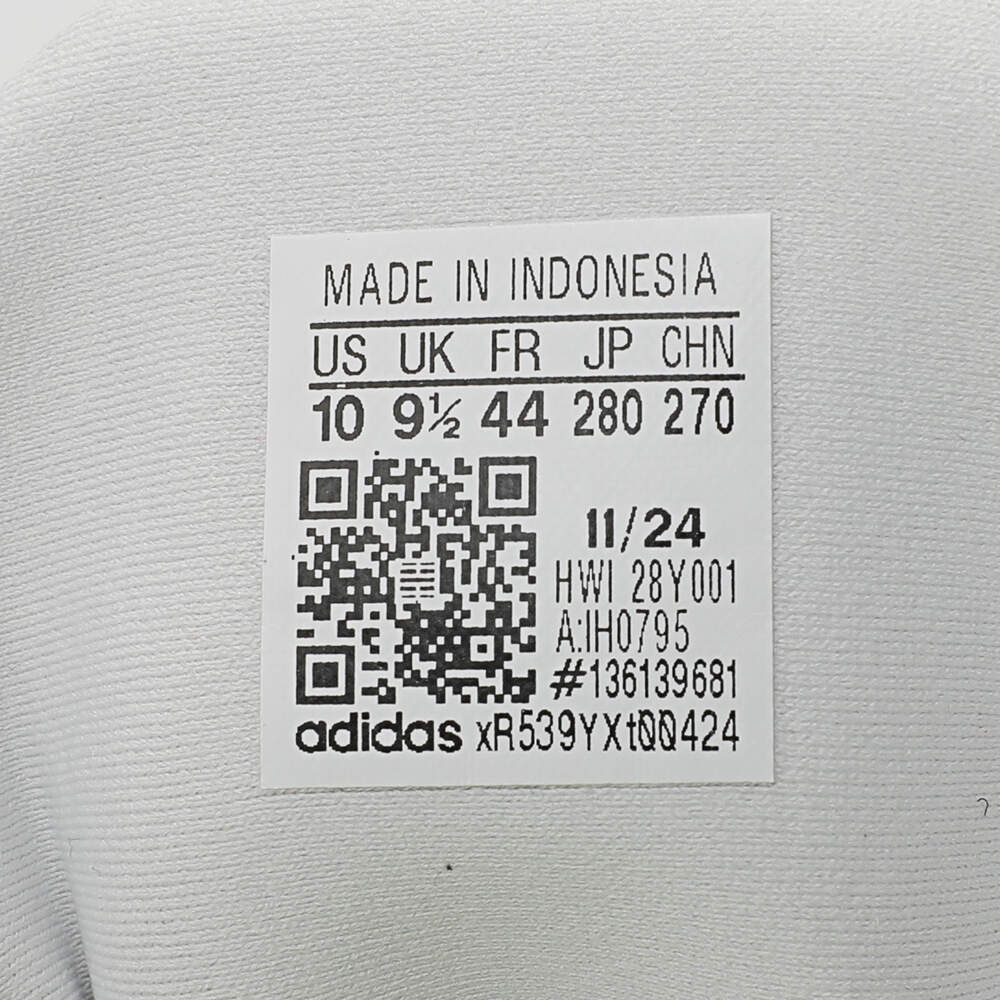 MADE IN INDONESIA
US UK FR JP CHN
10 9½ 44 280 270
11/24
HWI 28Y001
A:IH0795
#136139681
adidas xR539YXt00424